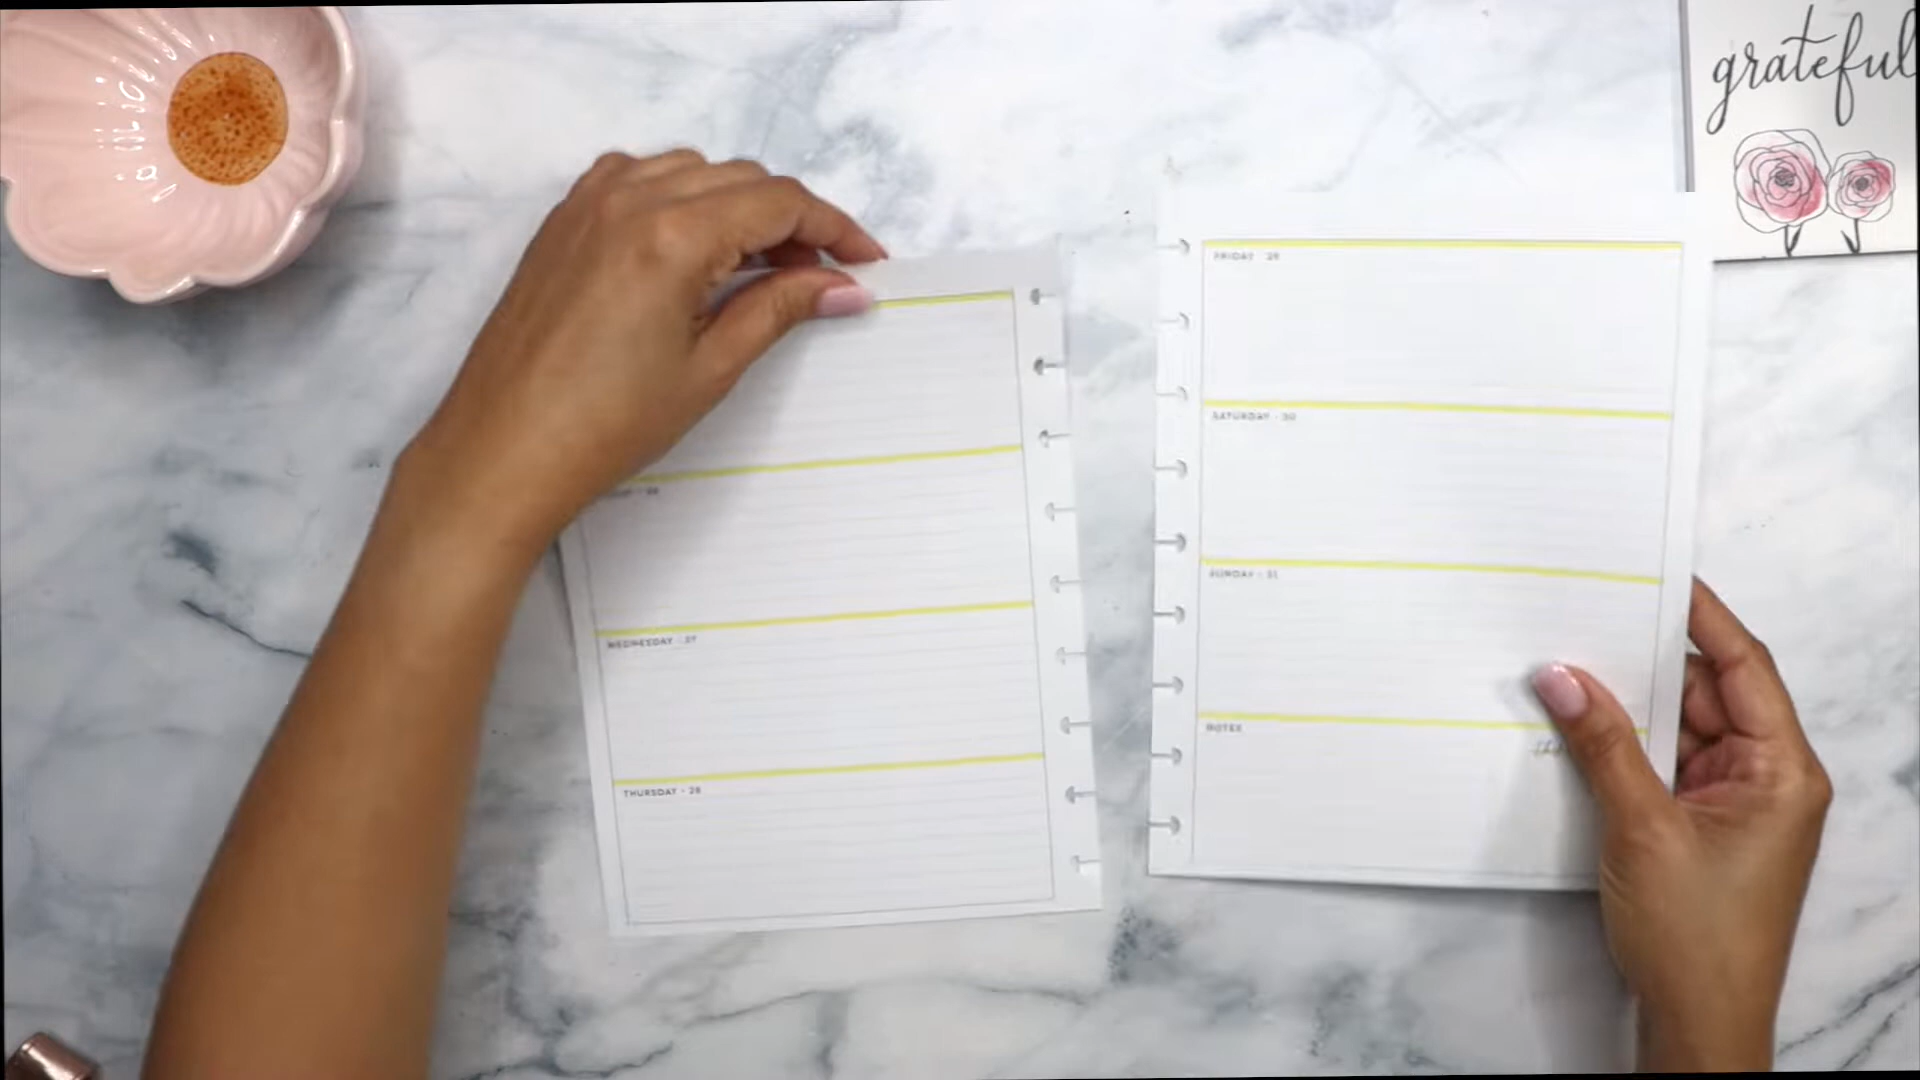 grateful
WEDNESDAY · 27
THURSDAY · 28
FRIDAY · 29
SATURDAY · 30
SUNDAY · 31
NOTES